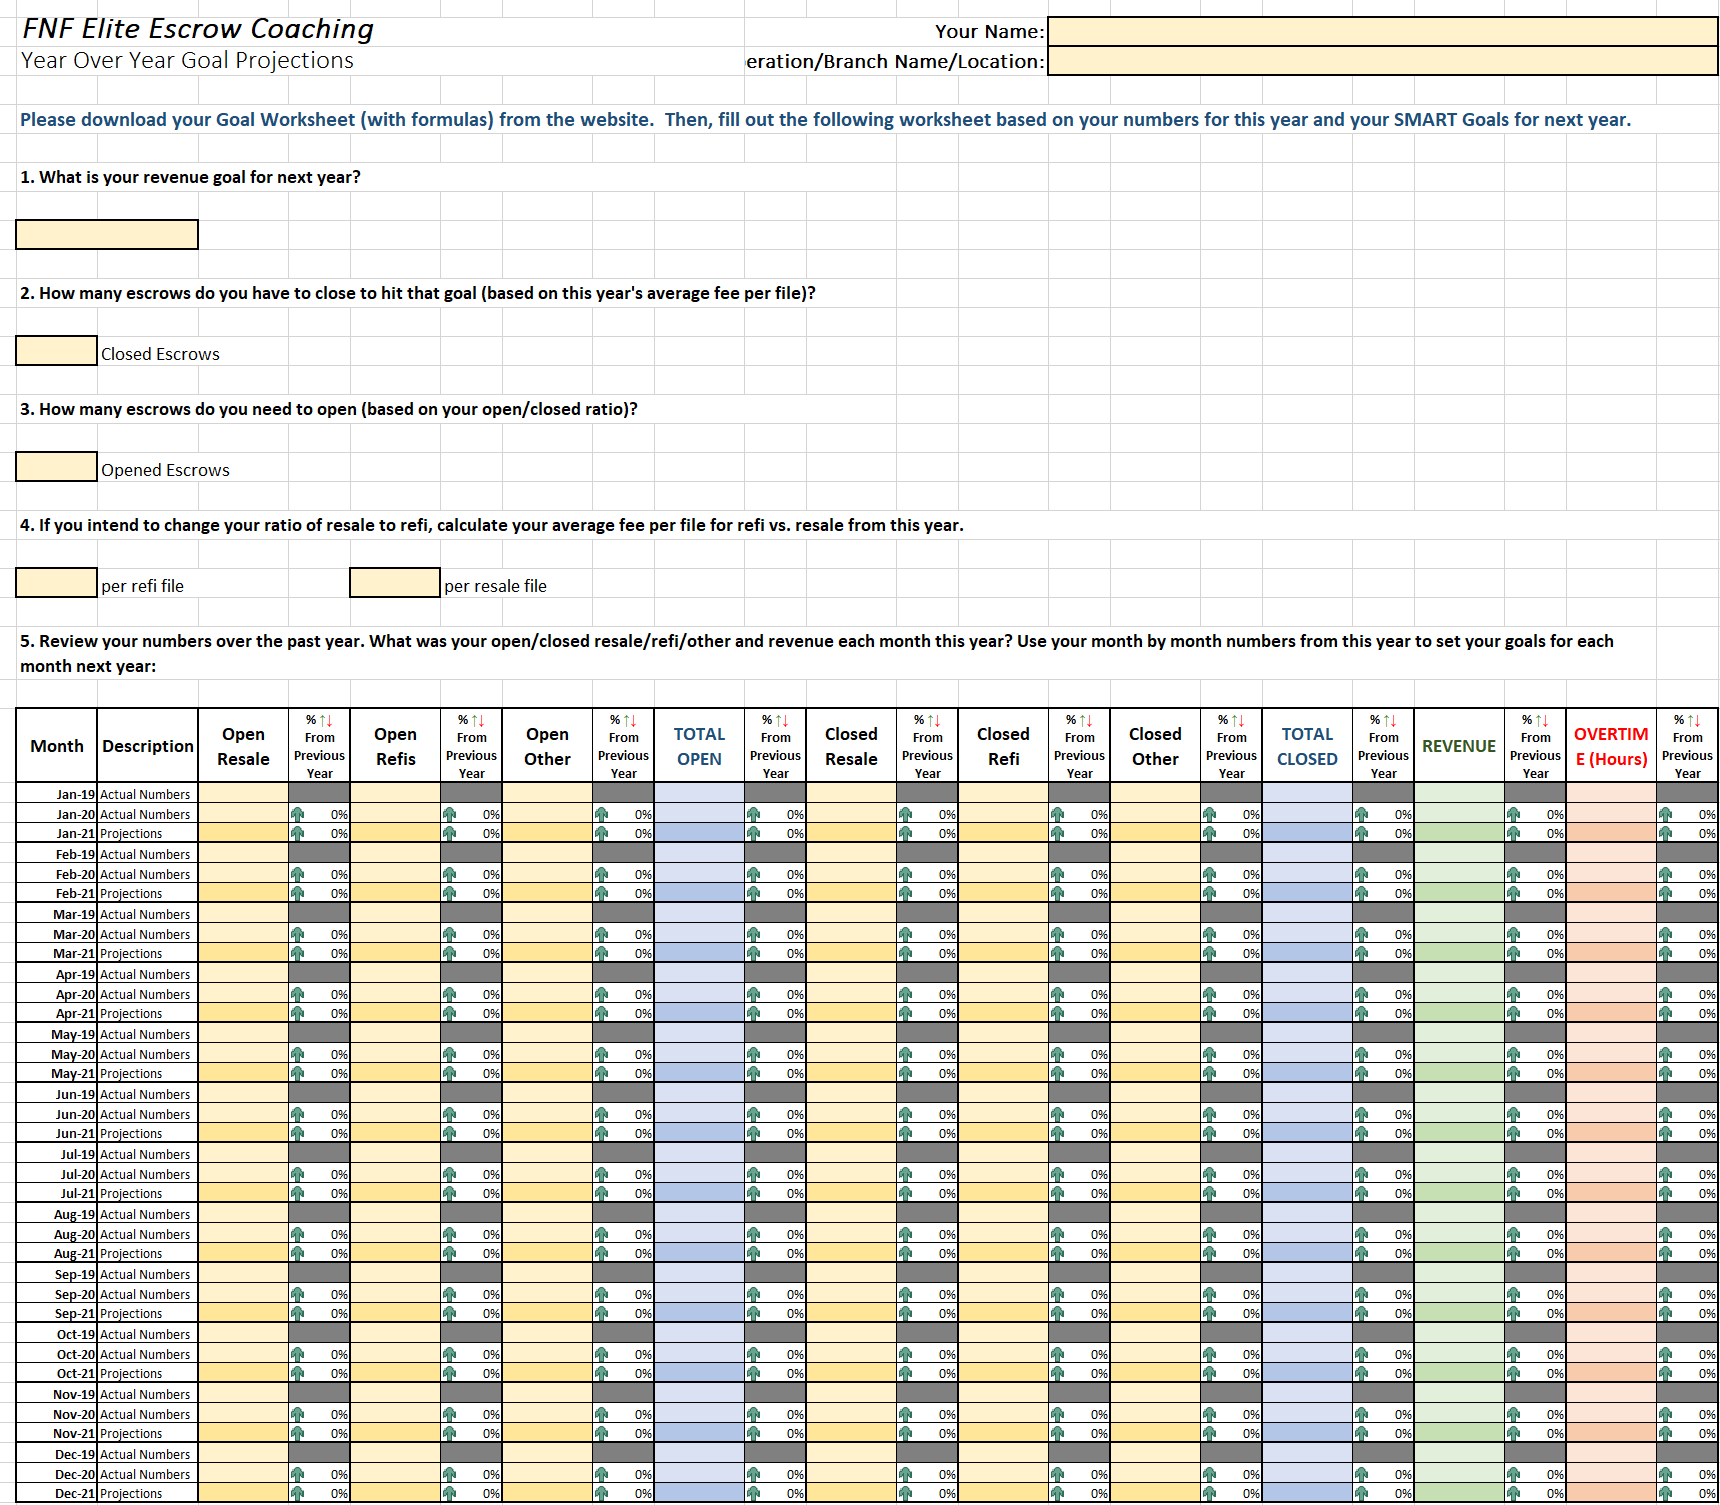 FNF Elite Escrow Coaching
Your Name:
Year Over Year Goal Projections
eration/Branch Name/Location:
Please download your Goal Worksheet (with formulas) from the website.  Then, fill out the following worksheet based on your numbers for this year and your SMART Goals for next year.
1. What is your revenue goal for next year?
2. How many escrows do you have to close to hit that goal (based on this year's average fee per file)?
Closed Escrows
3. How many escrows do you need to open (based on your open/closed ratio)?
Opened Escrows
4. If you intend to change your ratio of resale to refi, calculate your average fee per file for refi vs. resale from this year.
per refi file per resale file
5. Review your numbers over the past year. What was your open/closed resale/refi/other and revenue each month this year? Use your month by month numbers from this year to set your goals for each
month next year:
Month Description Open Resale %↑↓ From Previous Year Open Refis %↑↓ From Previous Year Open Other %↑↓ From Previous Year TOTAL OPEN %↑↓ From Previous Year Closed Resale %↑↓ From Previous Year Closed Refi %↑↓ From Previous Year Closed Other %↑↓ From Previous Year TOTAL CLOSED %↑↓ From Previous Year REVENUE %↑↓ From Previous Year OVERTIM E (Hours) %↑↓ From Previous Year
Jan-19 Actual Numbers
Jan-20 Actual Numbers 0% 0% 0% 0% 0% 0% 0% 0% 0% 0%
Jan-21 Projections 0% 0% 0% 0% 0% 0% 0% 0% 0% 0%
Feb-19 Actual Numbers
Feb-20 Actual Numbers 0% 0% 0% 0% 0% 0% 0% 0% 0% 0%
Feb-21 Projections 0% 0% 0% 0% 0% 0% 0% 0% 0% 0%
Mar-19 Actual Numbers
Mar-20 Actual Numbers 0% 0% 0% 0% 0% 0% 0% 0% 0% 0%
Mar-21 Projections 0% 0% 0% 0% 0% 0% 0% 0% 0% 0%
Apr-19 Actual Numbers
Apr-20 Actual Numbers 0% 0% 0% 0% 0% 0% 0% 0% 0% 0%
Apr-21 Projections 0% 0% 0% 0% 0% 0% 0% 0% 0% 0%
May-19 Actual Numbers
May-20 Actual Numbers 0% 0% 0% 0% 0% 0% 0% 0% 0% 0%
May-21 Projections 0% 0% 0% 0% 0% 0% 0% 0% 0% 0%
Jun-19 Actual Numbers
Jun-20 Actual Numbers 0% 0% 0% 0% 0% 0% 0% 0% 0% 0%
Jun-21 Projections 0% 0% 0% 0% 0% 0% 0% 0% 0% 0%
Jul-19 Actual Numbers
Jul-20 Actual Numbers 0% 0% 0% 0% 0% 0% 0% 0% 0% 0%
Jul-21 Projections 0% 0% 0% 0% 0% 0% 0% 0% 0% 0%
Aug-19 Actual Numbers
Aug-20 Actual Numbers 0% 0% 0% 0% 0% 0% 0% 0% 0% 0%
Aug-21 Projections 0% 0% 0% 0% 0% 0% 0% 0% 0% 0%
Sep-19 Actual Numbers
Sep-20 Actual Numbers 0% 0% 0% 0% 0% 0% 0% 0% 0% 0%
Sep-21 Projections 0% 0% 0% 0% 0% 0% 0% 0% 0% 0%
Oct-19 Actual Numbers
Oct-20 Actual Numbers 0% 0% 0% 0% 0% 0% 0% 0% 0% 0%
Oct-21 Projections 0% 0% 0% 0% 0% 0% 0% 0% 0% 0%
Nov-19 Actual Numbers
Nov-20 Actual Numbers 0% 0% 0% 0% 0% 0% 0% 0% 0% 0%
Nov-21 Projections 0% 0% 0% 0% 0% 0% 0% 0% 0% 0%
Dec-19 Actual Numbers
Dec-20 Actual Numbers 0% 0% 0% 0% 0% 0% 0% 0% 0% 0%
Dec-21 Projections 0% 0% 0% 0% 0% 0% 0% 0% 0% 0%